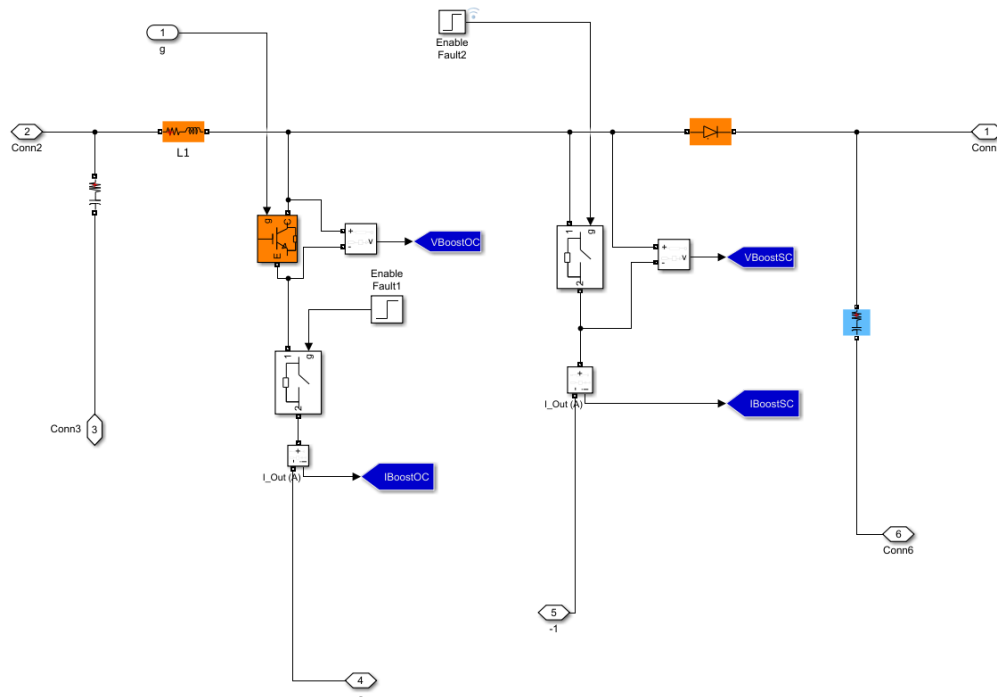 1
g
Enable
Fault2
2
Conn2
L1
1
Conn
g
C
E
+
-
v
VBoostOC
1
g
2
+
-
v
VBoostSC
Enable
Fault1
1
g
2
+
-
i
I_Out (A)
IBoostSC
Conn3
3
+
-
i
I_Out (A)
IBoostOC
6
Conn6
5
-1
4